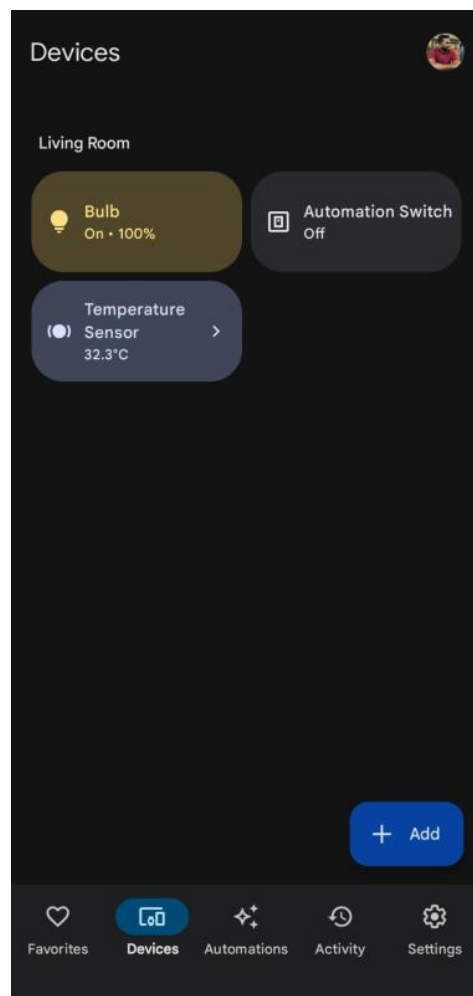 Devices
Living Room
Bulb
On • 100%
Automation Switch
Off
Temperature
Sensor
32.3°C
+ Add
Favorites
Devices
Automations
Activity
Settings